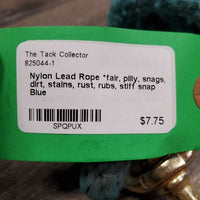 The Tack Collector
825044-1
Nylon Lead Rope *fair, pilly, snags,
dirt, stains, rust, rubs, stiff snap
Blue
$7.75
SPQPUX